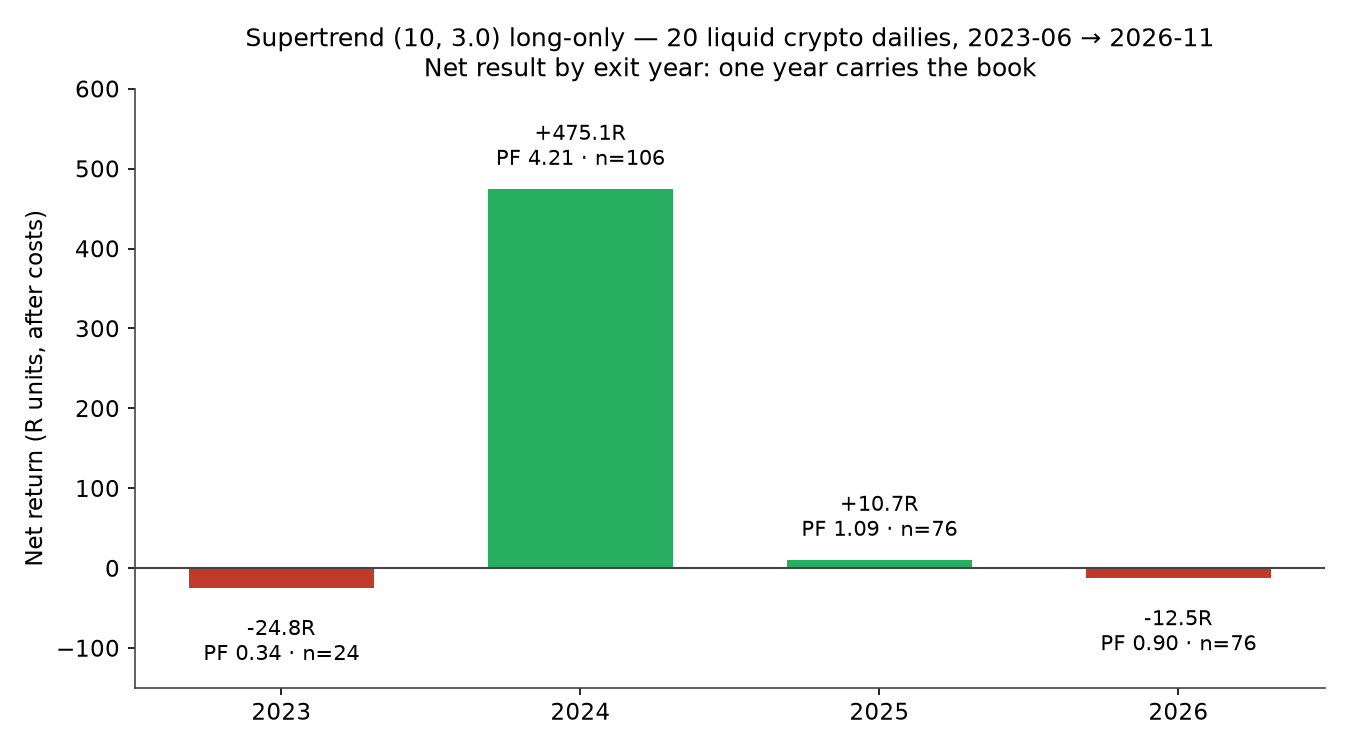 Supertrend (10, 3.0) long-only — 20 liquid crypto dailies, 2023-06 → 2026-11
Net result by exit year: one year carries the book
Net return (R units, after costs)
600
500
400
300
200
100
0
−100
+475.1R
PF 4.21 · n=106
+10.7R
PF 1.09 · n=76
-24.8R
PF 0.34 · n=24
-12.5R
PF 0.90 · n=76
2023
2024
2025
2026